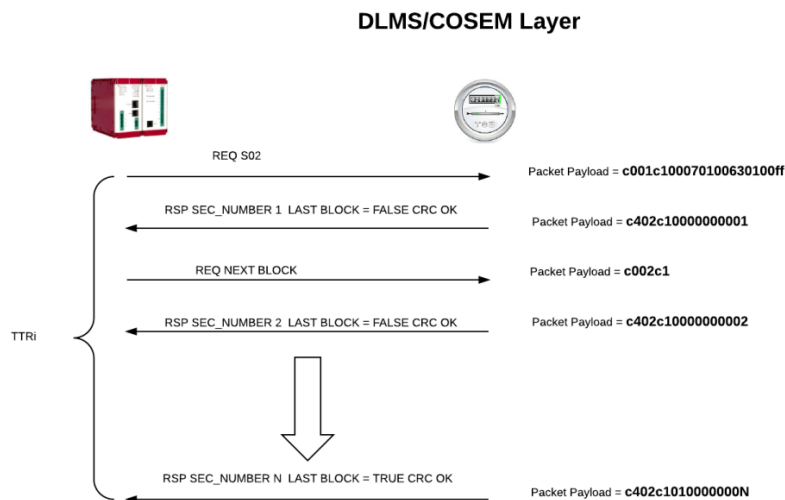 DLMS/COSEM Layer
REQ S02
Packet Payload = c001c100070100630100ff
RSP SEC_NUMBER 1 LAST BLOCK = FALSE CRC OK
Packet Payload = c402c10000000001
REQ NEXT BLOCK
Packet Payload = c002c1
RSP SEC_NUMBER 2 LAST BLOCK = FALSE CRC OK
Packet Payload = c402c10000000002
TTRi
RSP SEC_NUMBER N LAST BLOCK = TRUE CRC OK
Packet Payload = c402c1010000000N